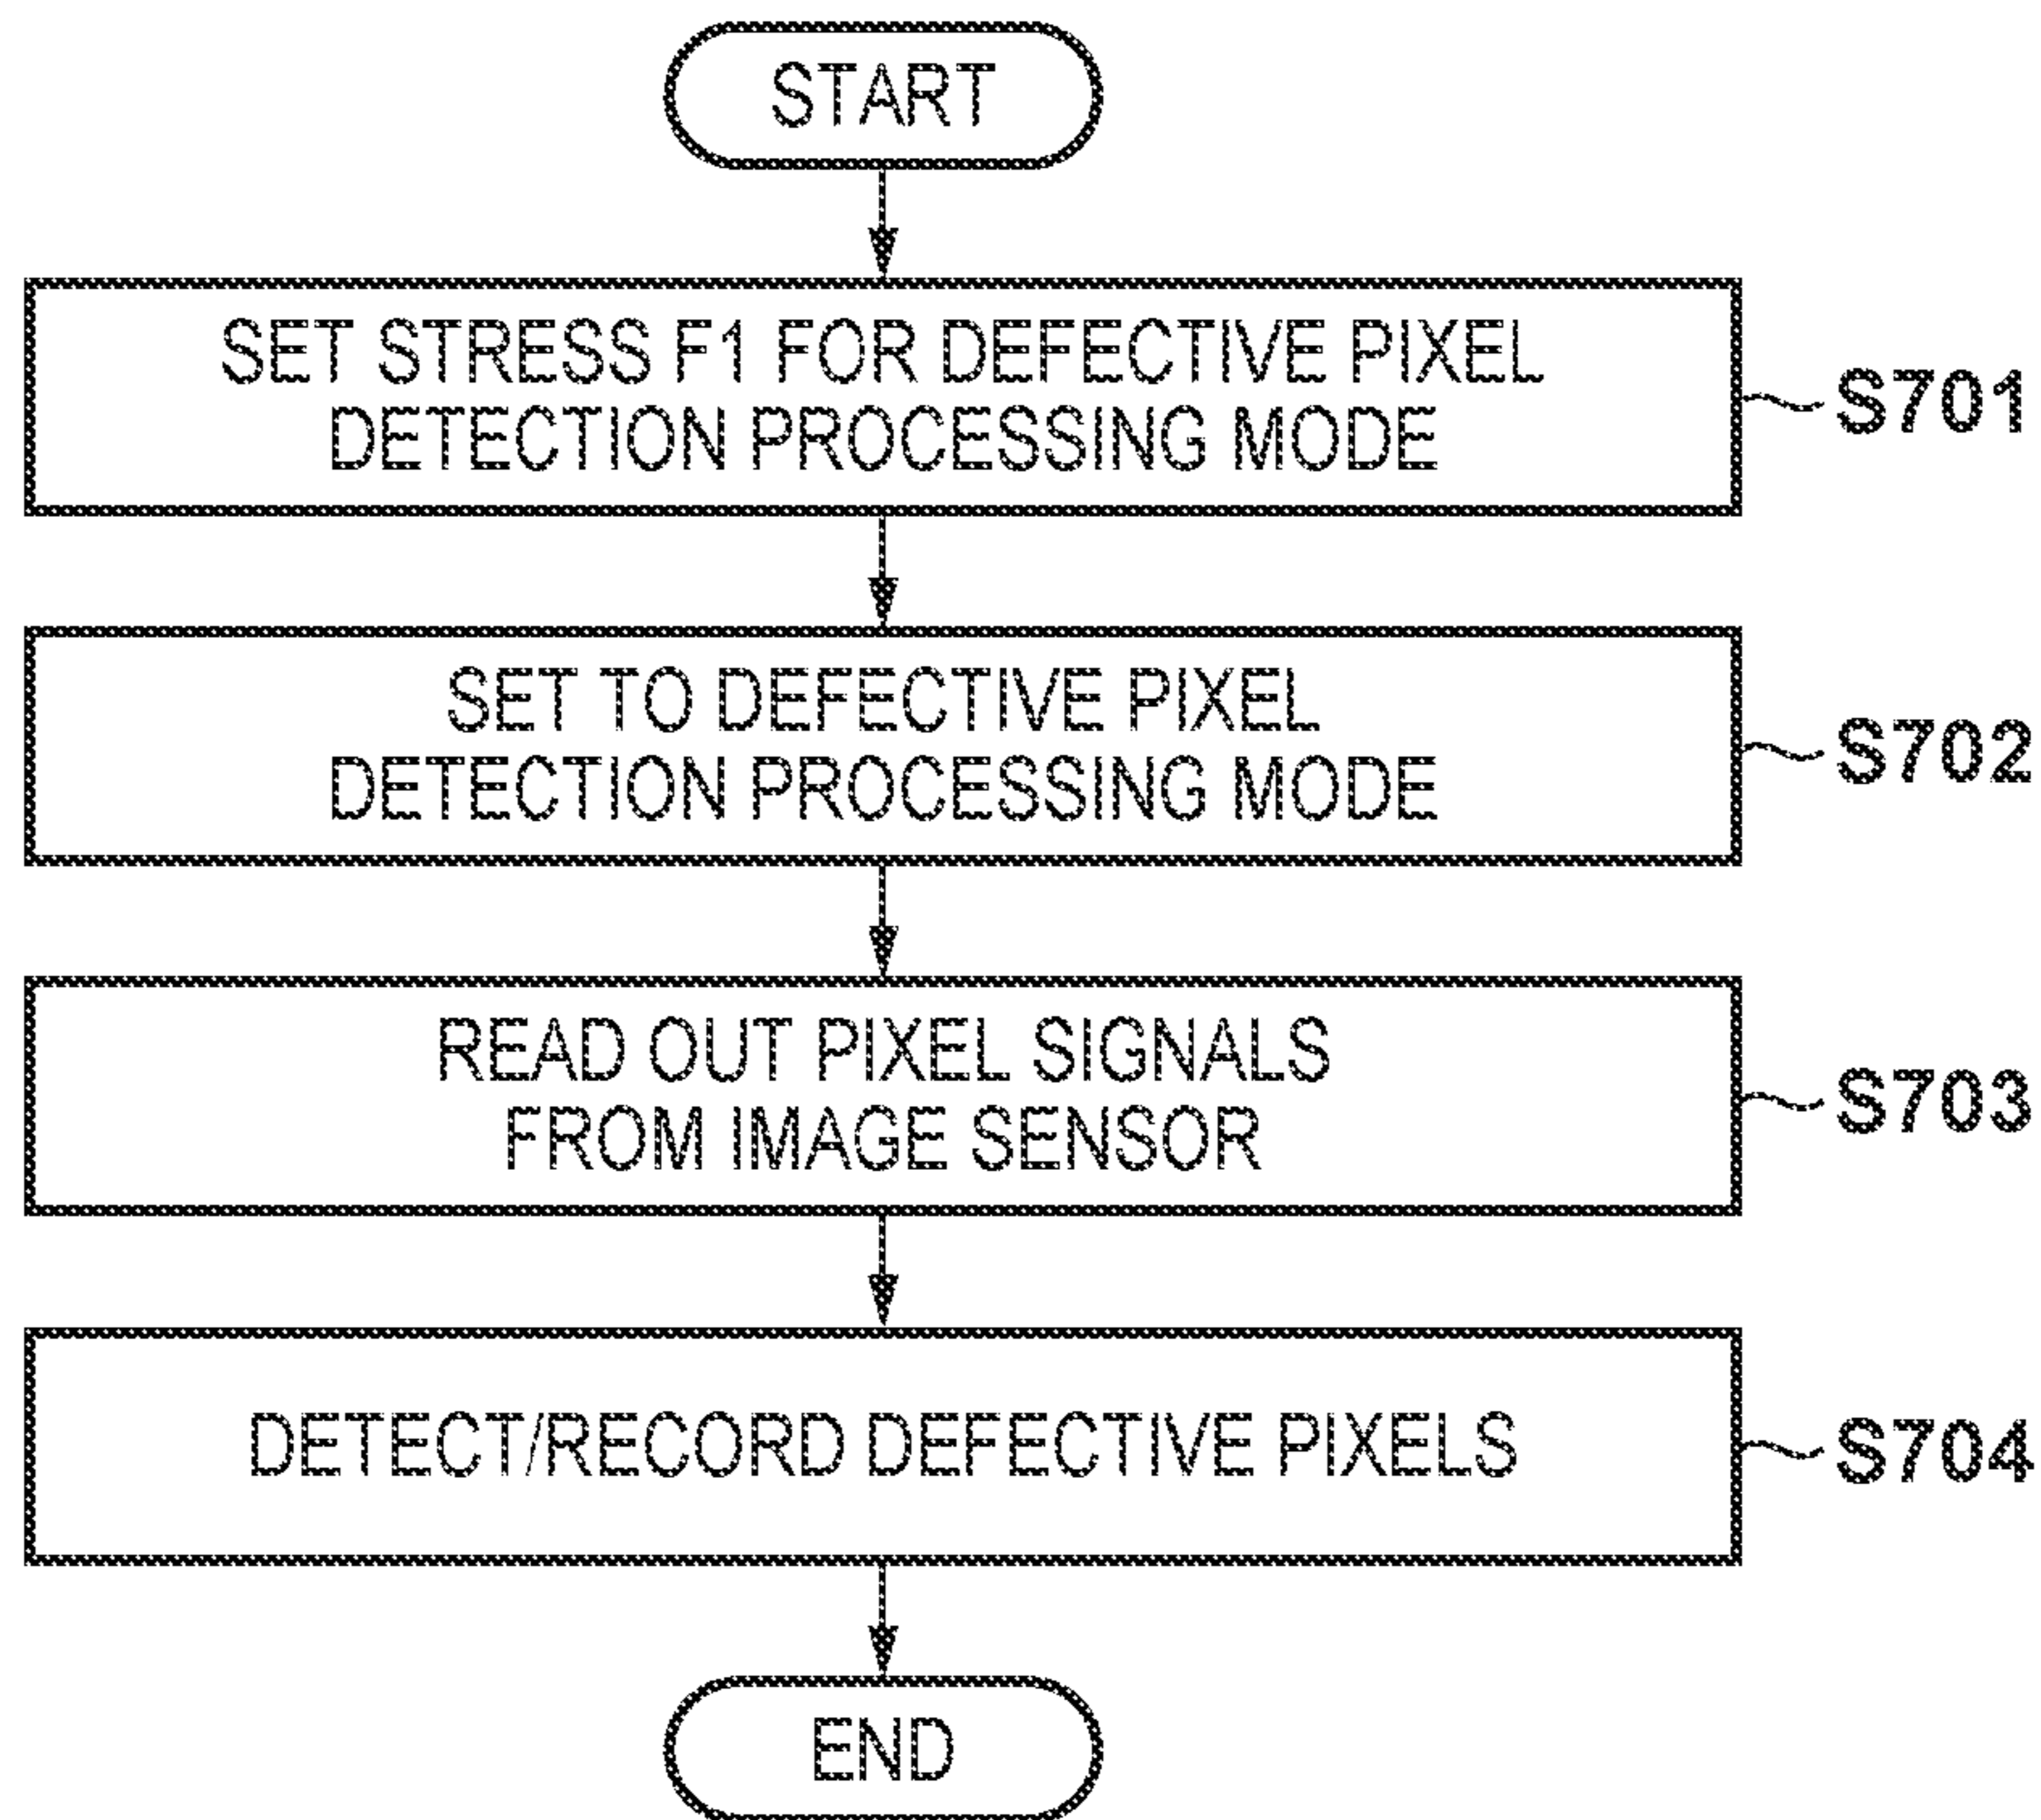 START
SET STRESS F1 FOR DEFECTIVE PIXEL
DETECTION PROCESSING MODE
S701
SET TO DEFECTIVE PIXEL
DETECTION PROCESSING MODE
S702
READ OUT PIXEL SIGNALS
FROM IMAGE SENSOR
S703
DETECT/RECORD DEFECTIVE PIXELS
S704
END